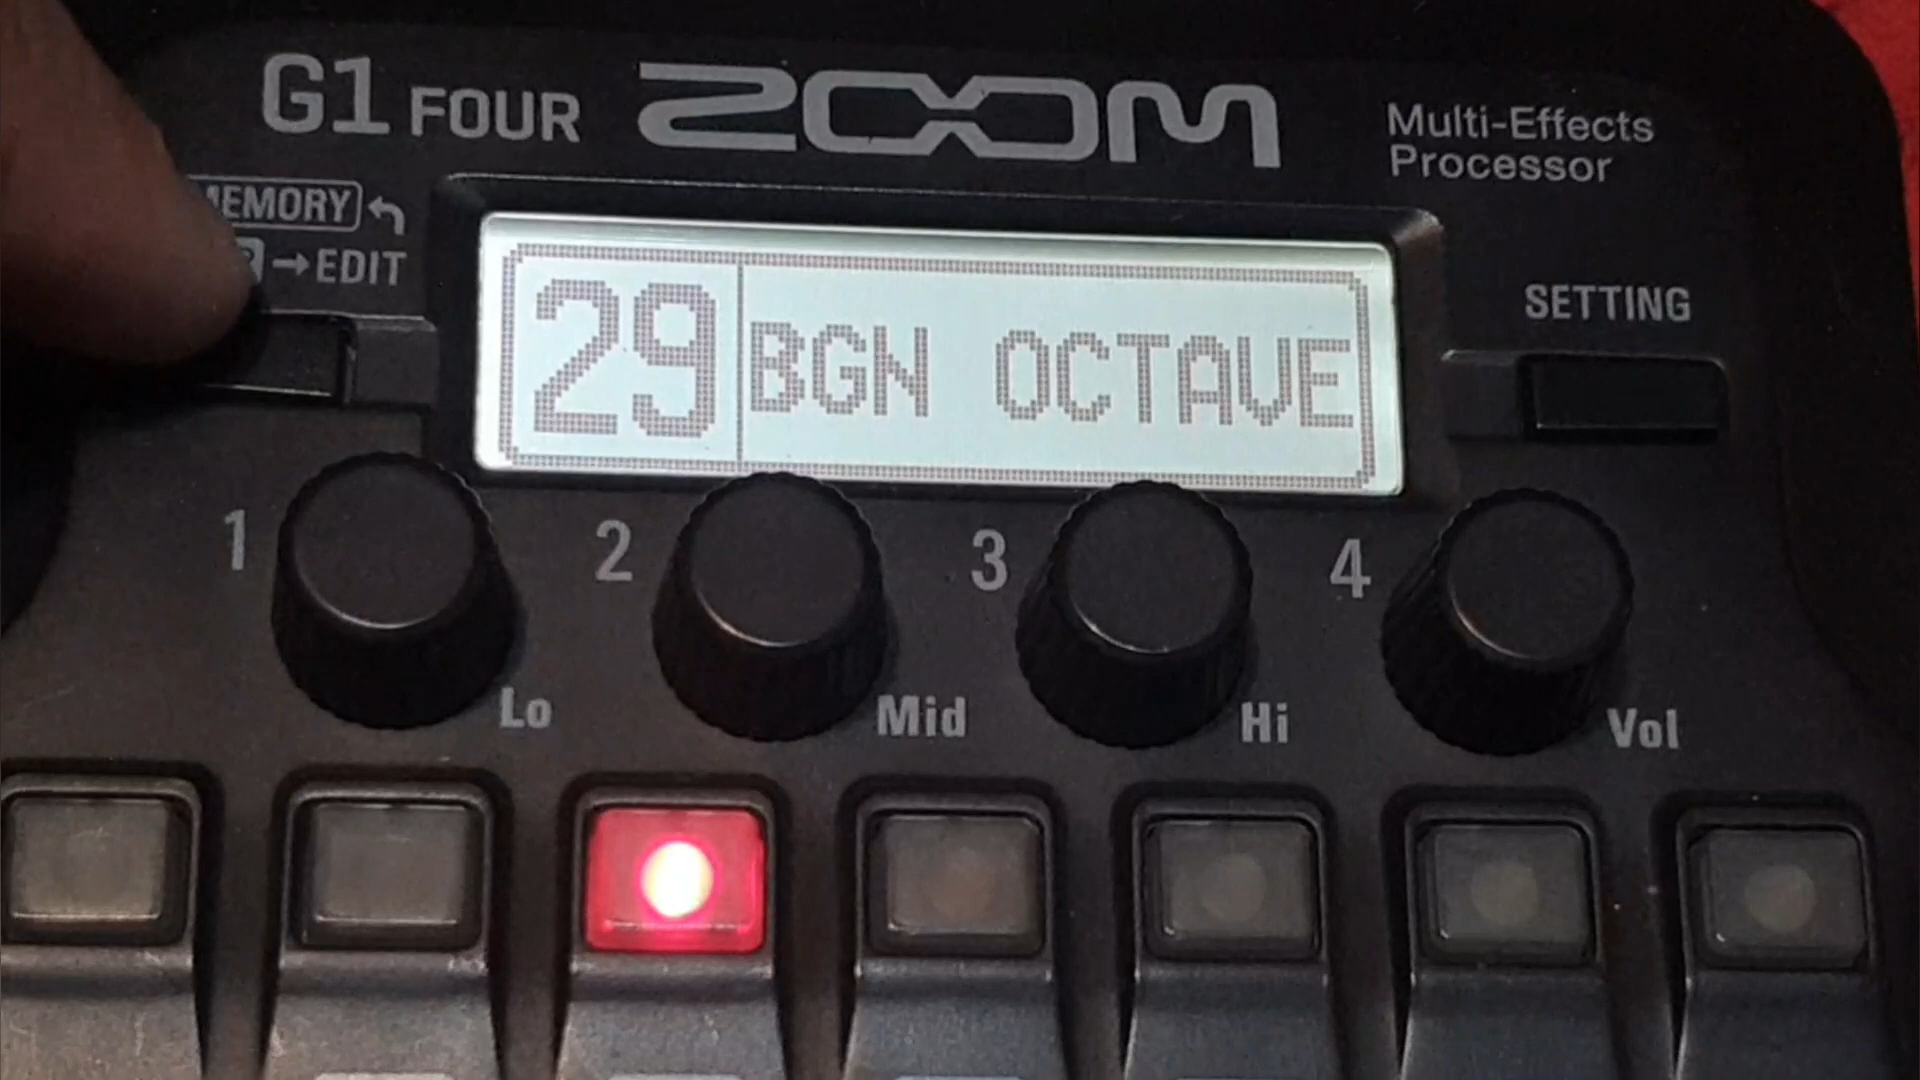 G1 FOUR ZOOM
Multi-Effects
Processor
MEMORY
→EDIT
SETTING
29 BGN OCTAVE
1 2 3 4
Lo Mid Hi Vol